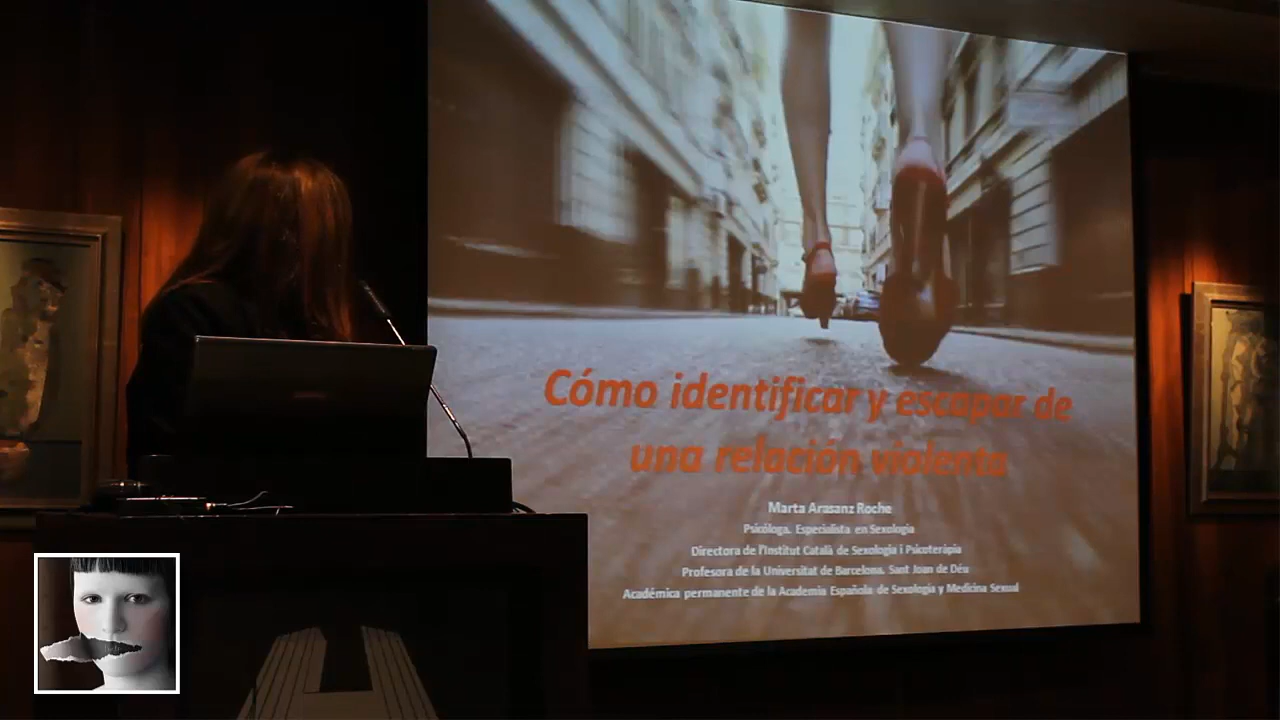 Cómo identificar y escapar de
una relación violenta
Marta Arasanz Roche
Psicóloga. Especialista en Sexología
Directora de l'Institut Català de Sexologia i Psicoteràpia
Profesora de la Universitat de Barcelona. Sant Joan de Déu
Académica permanente de la Academia Española de Sexología y Medicina Sexual